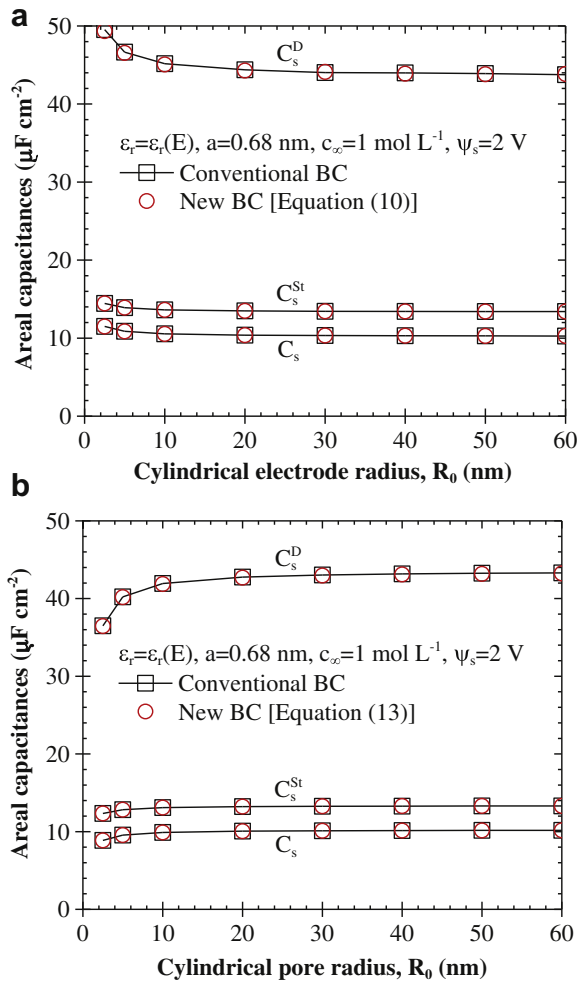 a
50
40
30
20
10
0
Areal capacitances (μF cm⁻²)
C_s^D
ε_r=ε_r(E), a=0.68 nm, c_∞=1 mol L⁻¹, ψ_s=2 V
Conventional BC
New BC [Equation (10)]
C_s^St
C_s
0 10 20 30 40 50 60
Cylindrical electrode radius, R₀ (nm)
b
50
40
30
20
10
0
Areal capacitances (μF cm⁻²)
C_s^D
ε_r=ε_r(E), a=0.68 nm, c_∞=1 mol L⁻¹, ψ_s=2 V
Conventional BC
New BC [Equation (13)]
C_s^St
C_s
0 10 20 30 40 50 60
Cylindrical pore radius, R₀ (nm)